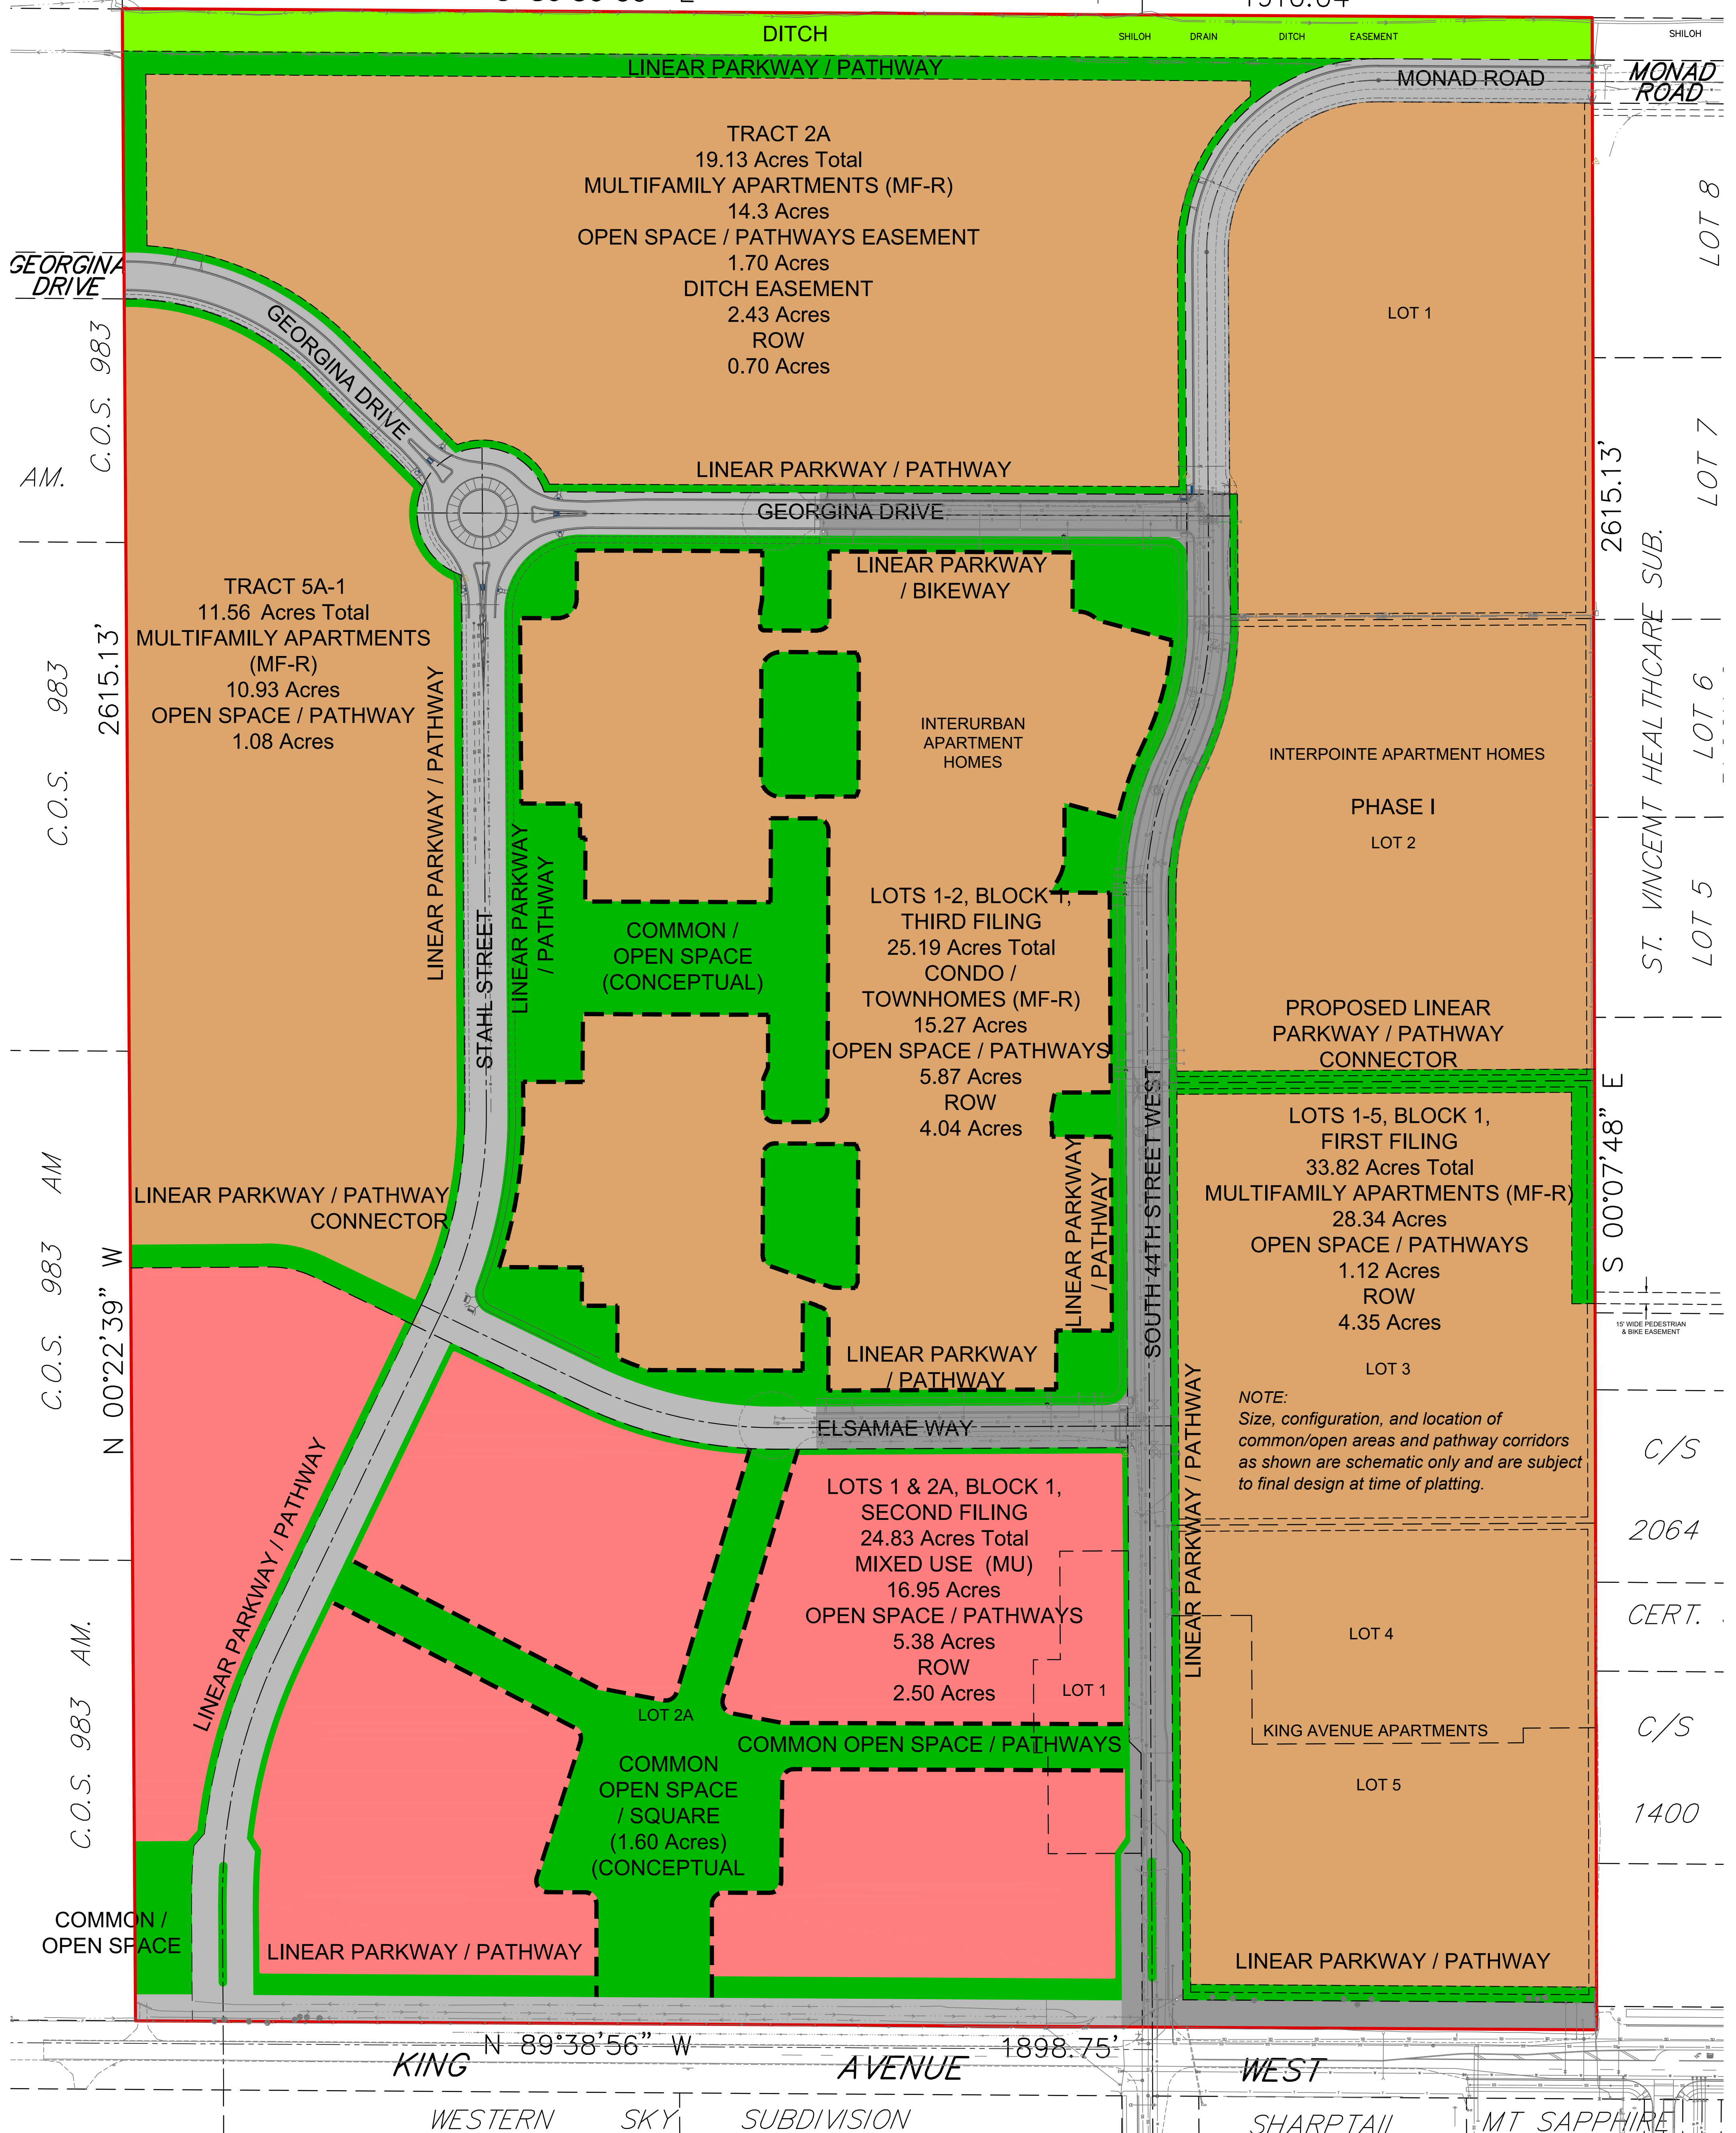 DITCH
SHILOH DRAIN DITCH EASEMENT
SHILOH
LINEAR PARKWAY / PATHWAY
MONAD ROAD
MONAD
ROAD
TRACT 2A
19.13 Acres Total
MULTIFAMILY APARTMENTS (MF-R)
14.3 Acres
OPEN SPACE / PATHWAYS EASEMENT
1.70 Acres
DITCH EASEMENT
2.43 Acres
ROW
0.70 Acres
LOT 8
GEORGINA
DRIVE
GEORGINA DRIVE
LOT 1
C.O.S. 983
AM.
LINEAR PARKWAY / PATHWAY
GEORGINA DRIVE
2615.13'
LOT 7
TRACT 5A-1
11.56 Acres Total
MULTIFAMILY APARTMENTS
(MF-R)
10.93 Acres
OPEN SPACE / PATHWAY
1.08 Acres
2615.13'
C.O.S. 983
LINEAR PARKWAY / PATHWAY
STAHL STREET
LINEAR PARKWAY
/ PATHWAY
LINEAR PARKWAY
/ BIKEWAY
INTERURBAN
APARTMENT
HOMES
INTERPOINTE APARTMENT HOMES
PHASE I
LOT 2
ST. VINCEMT HEALTHCARE SUB.
LOT 6
LOT 5
COMMON /
OPEN SPACE
(CONCEPTUAL)
LOTS 1-2, BLOCK 1,
THIRD FILING
25.19 Acres Total
CONDO /
TOWNHOMES (MF-R)
15.27 Acres
OPEN SPACE / PATHWAYS
5.87 Acres
ROW
4.04 Acres
PROPOSED LINEAR
PARKWAY / PATHWAY
CONNECTOR
LOTS 1-5, BLOCK 1,
FIRST FILING
33.82 Acres Total
MULTIFAMILY APARTMENTS (MF-R)
28.34 Acres
OPEN SPACE / PATHWAYS
1.12 Acres
ROW
4.35 Acres
S 00°07'48" E
15' WIDE PEDESTRIAN
& BIKE EASEMENT
LINEAR PARKWAY / PATHWAY
CONNECTOR
C.O.S. 983 AM
N 00°22'39" W
LINEAR PARKWAY
/ PATHWAY
SOUTH 44TH STREET WEST
LINEAR PARKWAY
/ PATHWAY
LOT 3
NOTE:
Size, configuration, and location of
common/open areas and pathway corridors
as shown are schematic only and are subject
to final design at time of platting.
ELSAMAE WAY
LINEAR PARKWAY / PATHWAY
C/S
2064
CERT.
C/S
1400
LOTS 1 & 2A, BLOCK 1,
SECOND FILING
24.83 Acres Total
MIXED USE (MU)
16.95 Acres
OPEN SPACE / PATHWAYS
5.38 Acres
ROW
2.50 Acres
LOT 1
LINEAR PARKWAY / PATHWAY
C.O.S. 983 AM.
LOT 4
KING AVENUE APARTMENTS
LOT 5
LOT 2A
COMMON OPEN SPACE / PATHWAYS
COMMON
OPEN SPACE
/ SQUARE
(1.60 Acres)
(CONCEPTUAL
COMMON /
OPEN SPACE
LINEAR PARKWAY / PATHWAY
LINEAR PARKWAY / PATHWAY
N 89°38'56" W 1898.75'
KING AVENUE WEST
WESTERN SKY SUBDIVISION
SHARPTAIL
MT SAPPHIRE